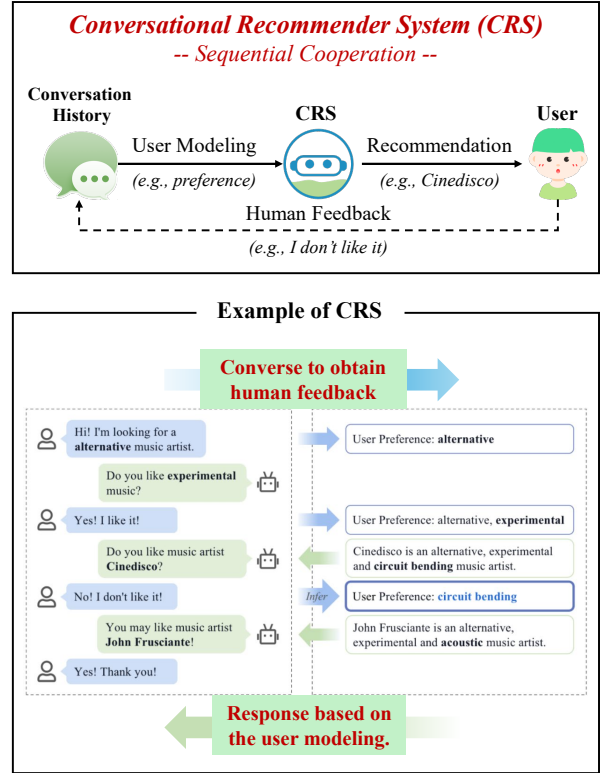 Conversational Recommender System (CRS)
-- Sequential Cooperation --
Conversation
History
CRS
User
User Modeling
Recommendation
(e.g., preference)
(e.g., Cinedisco)
Human Feedback
(e.g., I don't like it)
Example of CRS
Converse to obtain
human feedback
Hi! I'm looking for a
alternative music artist.
User Preference: alternative
Do you like experimental
music?
Yes! I like it!
User Preference: alternative, experimental
Do you like music artist
Cinedisco?
Cinedisco is an alternative, experimental
and circuit bending music artist.
No! I don't like it!
Infer
User Preference: circuit bending
You may like music artist
John Frusciante!
John Frusciante is an alternative,
experimental and acoustic music artist.
Yes! Thank you!
Response based on
the user modeling.